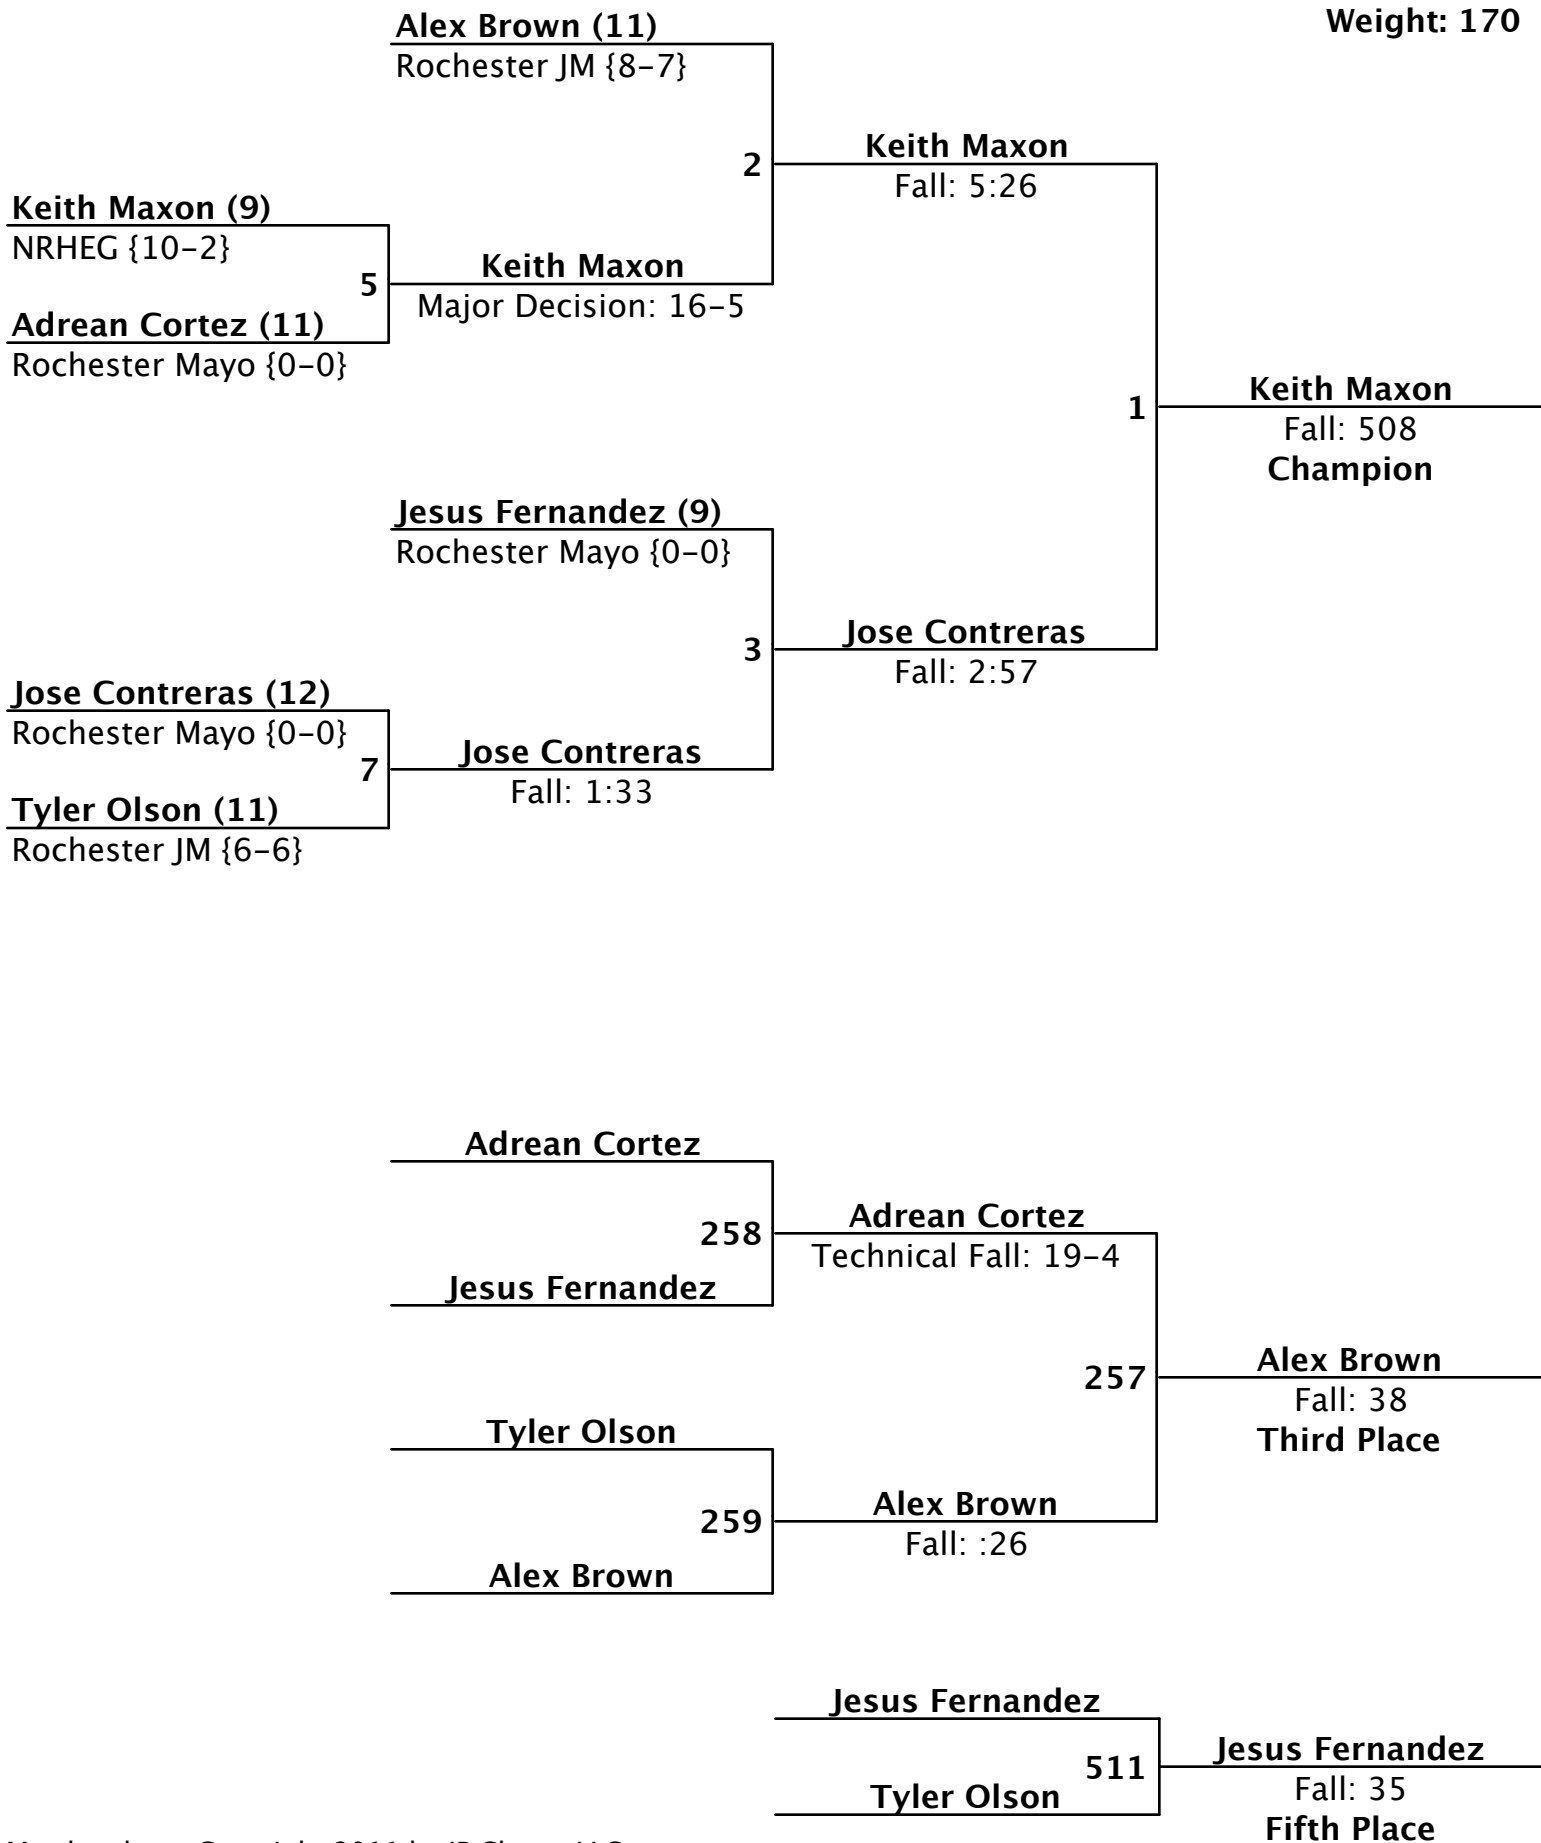 Weight: 170
Alex Brown (11)
Rochester JM {8-7}
2
Keith Maxon
Fall: 5:26
Keith Maxon (9)
NRHEG {10-2}
5
Keith Maxon
Major Decision: 16-5
Adrean Cortez (11)
Rochester Mayo {0-0}
1
Keith Maxon
Fall: 508
Champion
Jesus Fernandez (9)
Rochester Mayo {0-0}
3
Jose Contreras
Fall: 2:57
Jose Contreras (12)
Rochester Mayo {0-0}
7
Jose Contreras
Fall: 1:33
Tyler Olson (11)
Rochester JM {6-6}
Adrean Cortez
258
Adrean Cortez
Technical Fall: 19-4
Jesus Fernandez
257
Alex Brown
Fall: 38
Third Place
Tyler Olson
259
Alex Brown
Fall: :26
Alex Brown
Jesus Fernandez
511
Jesus Fernandez
Fall: 35
Fifth Place
Tyler Olson